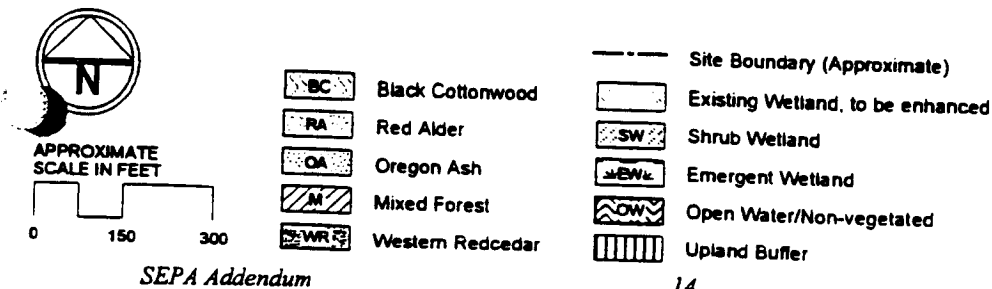 N
APPROXIMATE
SCALE IN FEET
0 150 300
BC Black Cottonwood
RA Red Alder
OA Oregon Ash
M Mixed Forest
WR Western Redcedar
Site Boundary (Approximate)
Existing Wetland, to be enhanced
SW Shrub Wetland
EW Emergent Wetland
OW Open Water/Non-vegetated
Upland Buffer
SEPA Addendum
14